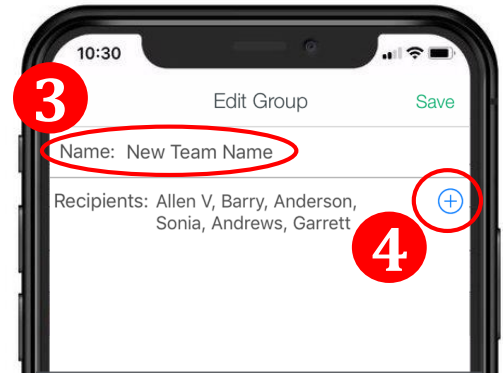 10:30
3
Edit Group
Save
Name: New Team Name
Recipients: Allen V, Barry, Anderson,
Sonia, Andrews, Garrett
4